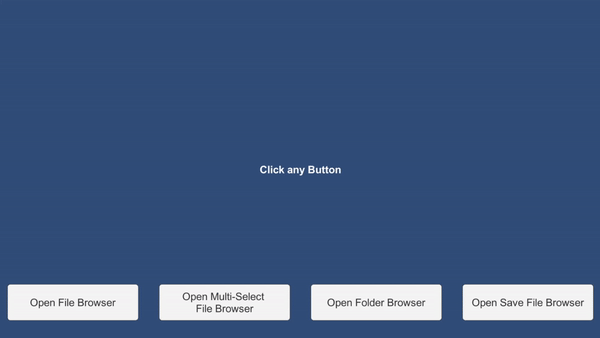 Click any Button
Open File Browser
Open Multi-Select
File Browser
Open Folder Browser
Open Save File Browser